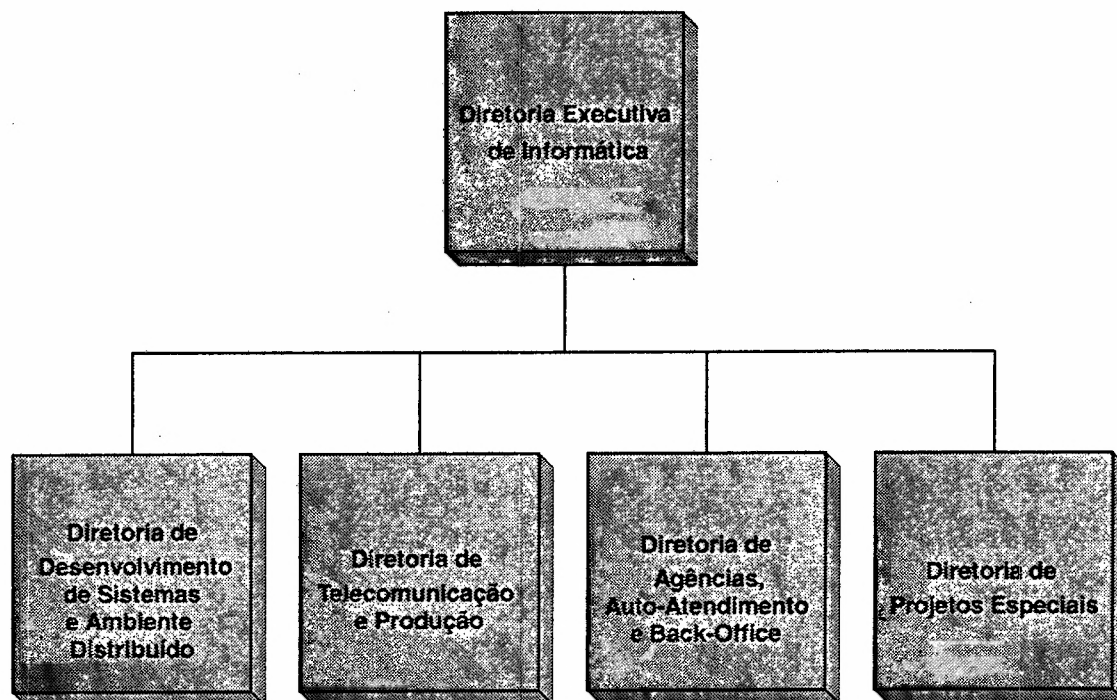 Diretoria Executiva
de Informática
Diretoria de
Desenvolvimento
de Sistemas
e Ambiente
Distribuído
Diretoria de
Telecomunicação
e Produção
Diretoria de
Agências,
Auto-Atendimento
e Back-Office
Diretoria de
Projetos Especiais